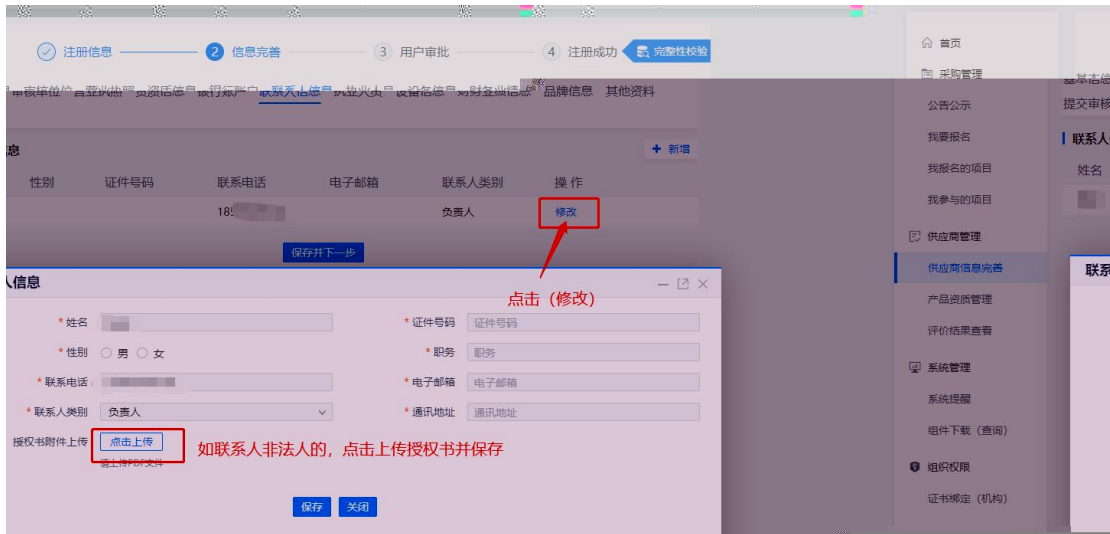 注册信息 2 信息完善 3 用户审批 4 注册成功 完整性校验
银行账户 联系人信息 设备信息 品牌信息 其他资料
息
+ 新增
性别 证件号码 联系电话 电子邮箱 联系人类别 操作
负责人 修改
保存并下一步
人信息
点击（修改）
*姓名 *证件号码 证件号码
*性别 男 女 *职务 职务
*联系电话 *电子邮箱 电子邮箱
*联系人类别 负责人 *通讯地址 通讯地址
授权书附件上传 点击上传 如联系人非法人的，点击上传授权书并保存
请上传PDF文件
保存 关闭
首页
采购管理
公告公示
我要报名
我报名的项目
我参与的项目
供应商管理
供应商信息完善
产品资质管理
评价结果查看
系统管理
系统提醒
组件下载（查询）
组织权限
证书绑定（机构）
提交审核
联系人
姓名
联系